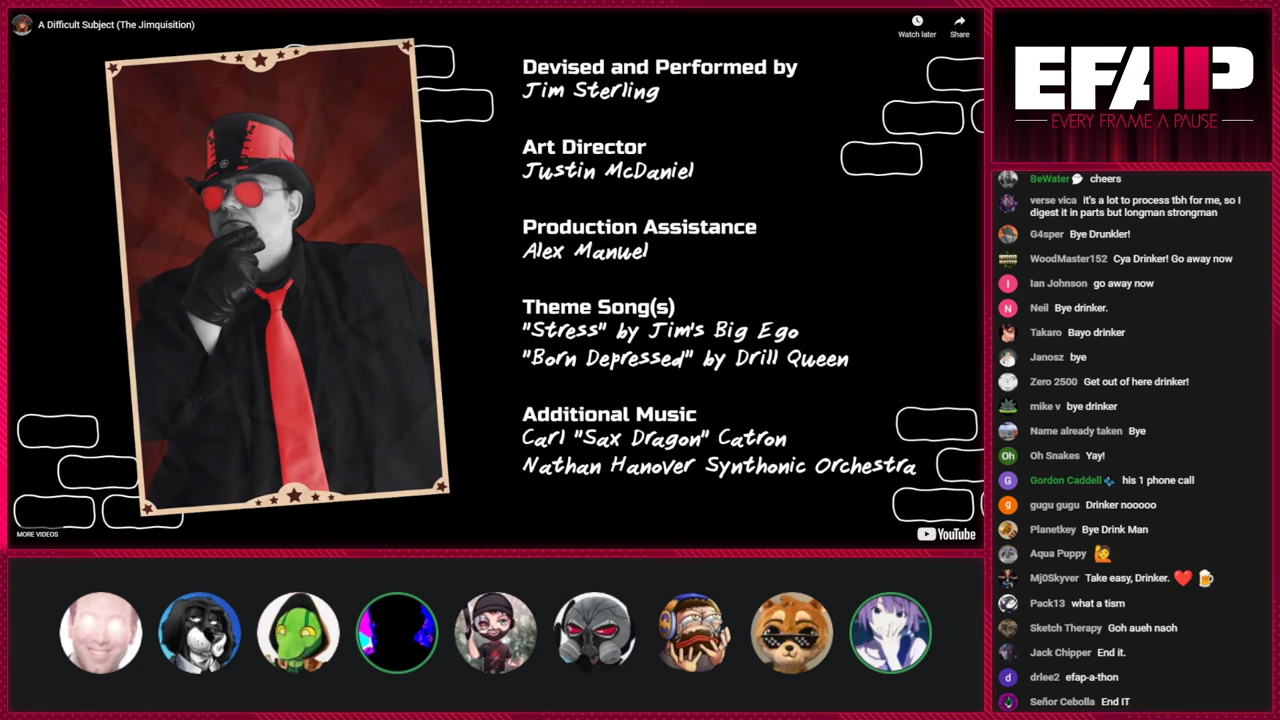 A Difficult Subject (The Jimquisition)
Watch later
Share
Devised and Performed by
Jim Sterling
Art Director
Justin McDaniel
Production Assistance
Alex Manuel
Theme Song(s)
"Stress" by Jim's Big Ego
"Born Depressed" by Drill Queen
Additional Music
Carl "Sax Dragon" Catron
Nathan Hanover Synthonic Orchestra
MORE VIDEOS
YouTube
EFAP
EVERY FRAME A PAUSE
BeWater cheers
verse vica it's a lot to process tbh for me, so I
digest it in parts but longman strongman
G4sper Bye Drunkler!
WoodMaster152 Cya Drinker! Go away now
I Ian Johnson go away now
N Neil Bye drinker.
Takaro Bayo drinker
Janosz bye
Zero 2500 Get out of here drinker!
mike v bye drinker
Name already taken Bye
Oh Oh Snakes Yay!
G Gordon Caddell his 1 phone call
g gugu gugu Drinker nooooo
Planetkey Bye Drink Man
Aqua Puppy 🙋
Mj0Skyver Take easy, Drinker. ❤️ 🍺
Pack13 what a tism
Sketch Therapy Goh aueh naoh
Jack Chipper End it.
d drlee2 efap-a-thon
Señor Cebolla End IT